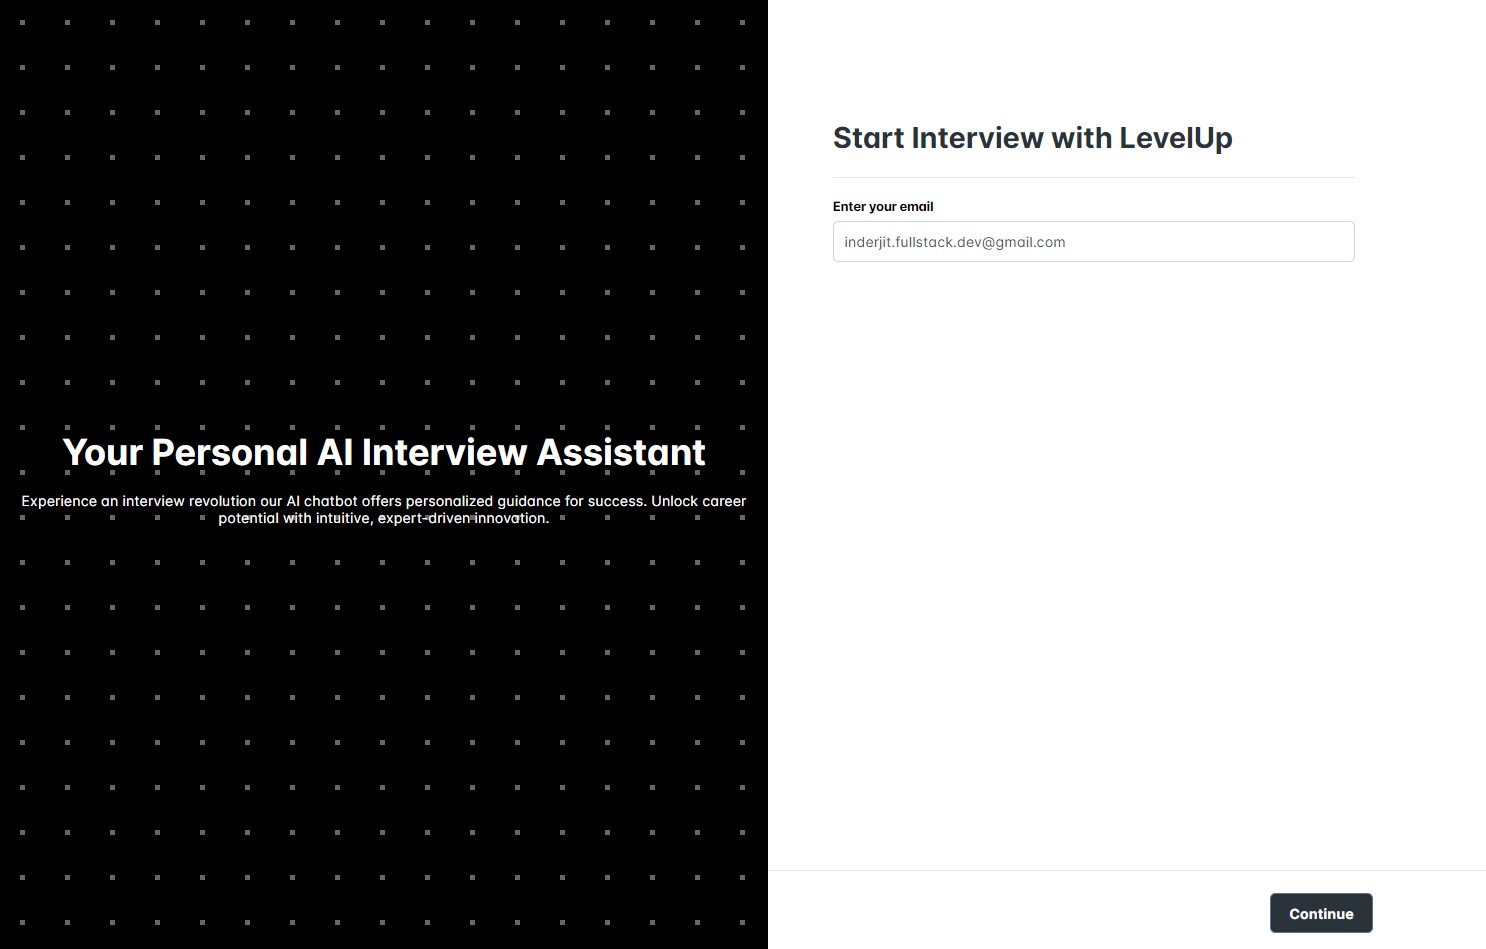 Your Personal AI Interview Assistant
Experience an interview revolution our AI chatbot offers personalized guidance for success. Unlock career
potential with intuitive, expert-driven innovation.
Start Interview with LevelUp
Enter your email
inderjit.fullstack.dev@gmail.com
Continue